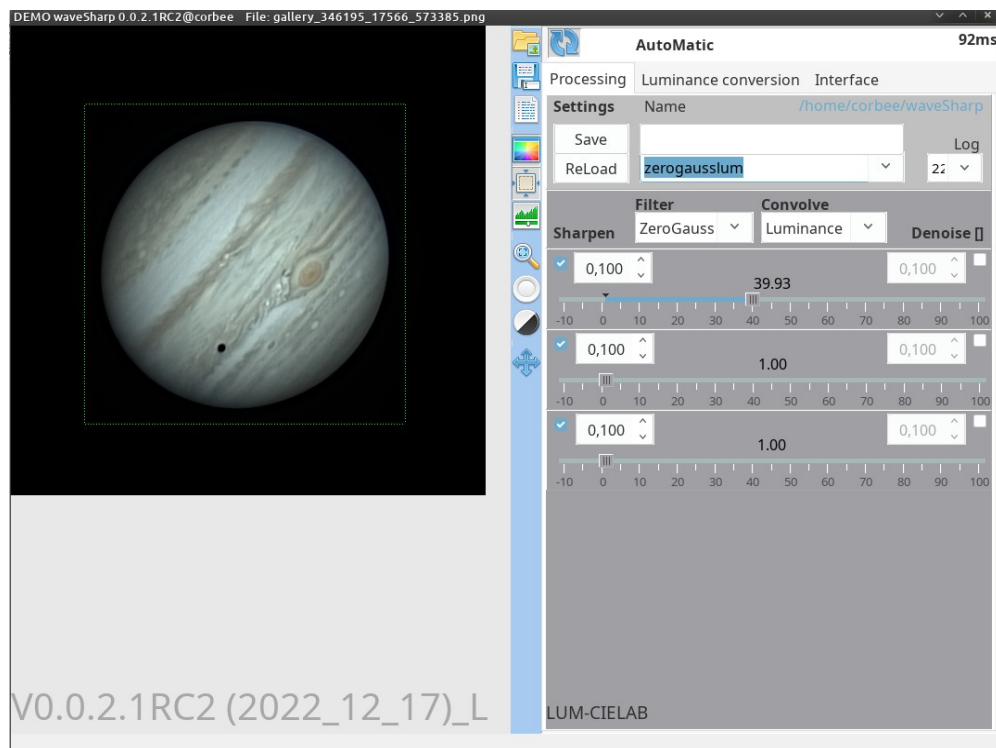 DEMO waveSharp 0.0.2.1RC2@corbee File: gallery_346195_17566_573385.png
AutoMatic 92ms
Processing Luminance conversion Interface
Settings Name /home/corbee/waveSharp
Save
Log
ReLoad zerogausslum 22
Filter Convolve
Sharpen ZeroGauss Luminance Denoise []
0,100 0,100
39.93
-10 0 10 20 30 40 50 60 70 80 90 100
0,100 0,100
1.00
-10 0 10 20 30 40 50 60 70 80 90 100
0,100 0,100
1.00
-10 0 10 20 30 40 50 60 70 80 90 100
V0.0.2.1RC2 (2022_12_17)_L
LUM-CIELAB